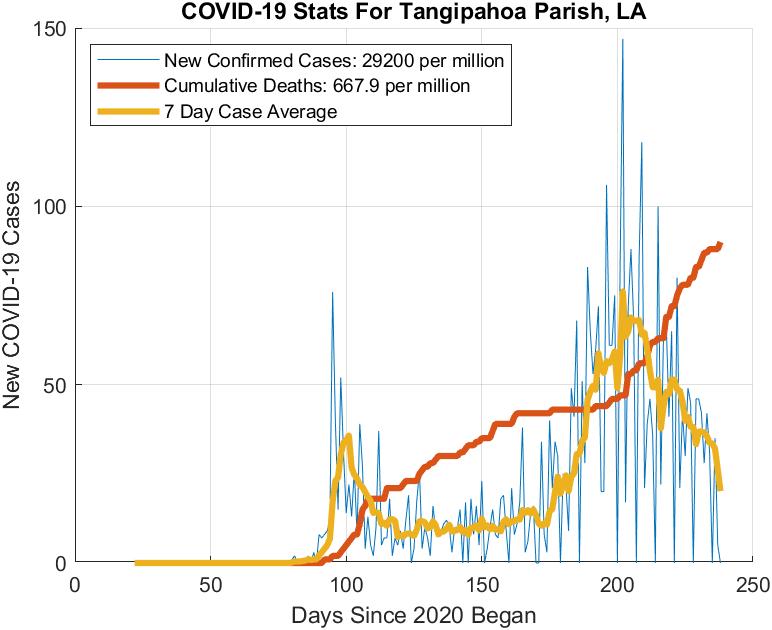 COVID-19 Stats For Tangipahoa Parish, LA
150
New Confirmed Cases: 29200 per million
Cumulative Deaths: 667.9 per million
7 Day Case Average
100
New COVID-19 Cases
50
0
0 50 100 150 200 250
Days Since 2020 Began